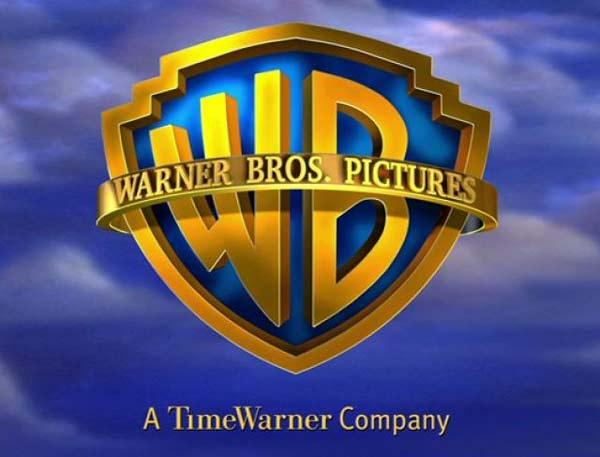 WB
WARNER BROS. PICTURES
A TimeWarner Company